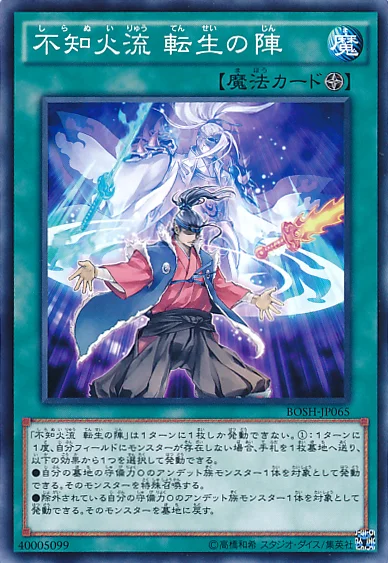 不知火流 転生の陣
魔
【魔法カード】
BOSH-JP065
「不知火流 転生の陣」は1ターンに1枚しか発動できない。①:1ターンに
1度、自分フィールドにモンスターが存在しない場合、手札を1枚墓地へ送り、
以下の効果から1つを選択して発動できる。
●自分の墓地の守備力0のアンデット族モンスター1体を対象として発動
できる。そのモンスターを特殊召喚する。
●除外されている自分の守備力0のアンデット族モンスター1体を対象として
発動できる。そのモンスターを墓地に戻す。
40005099
©高橋和希 スタジオ・ダイス/集英社